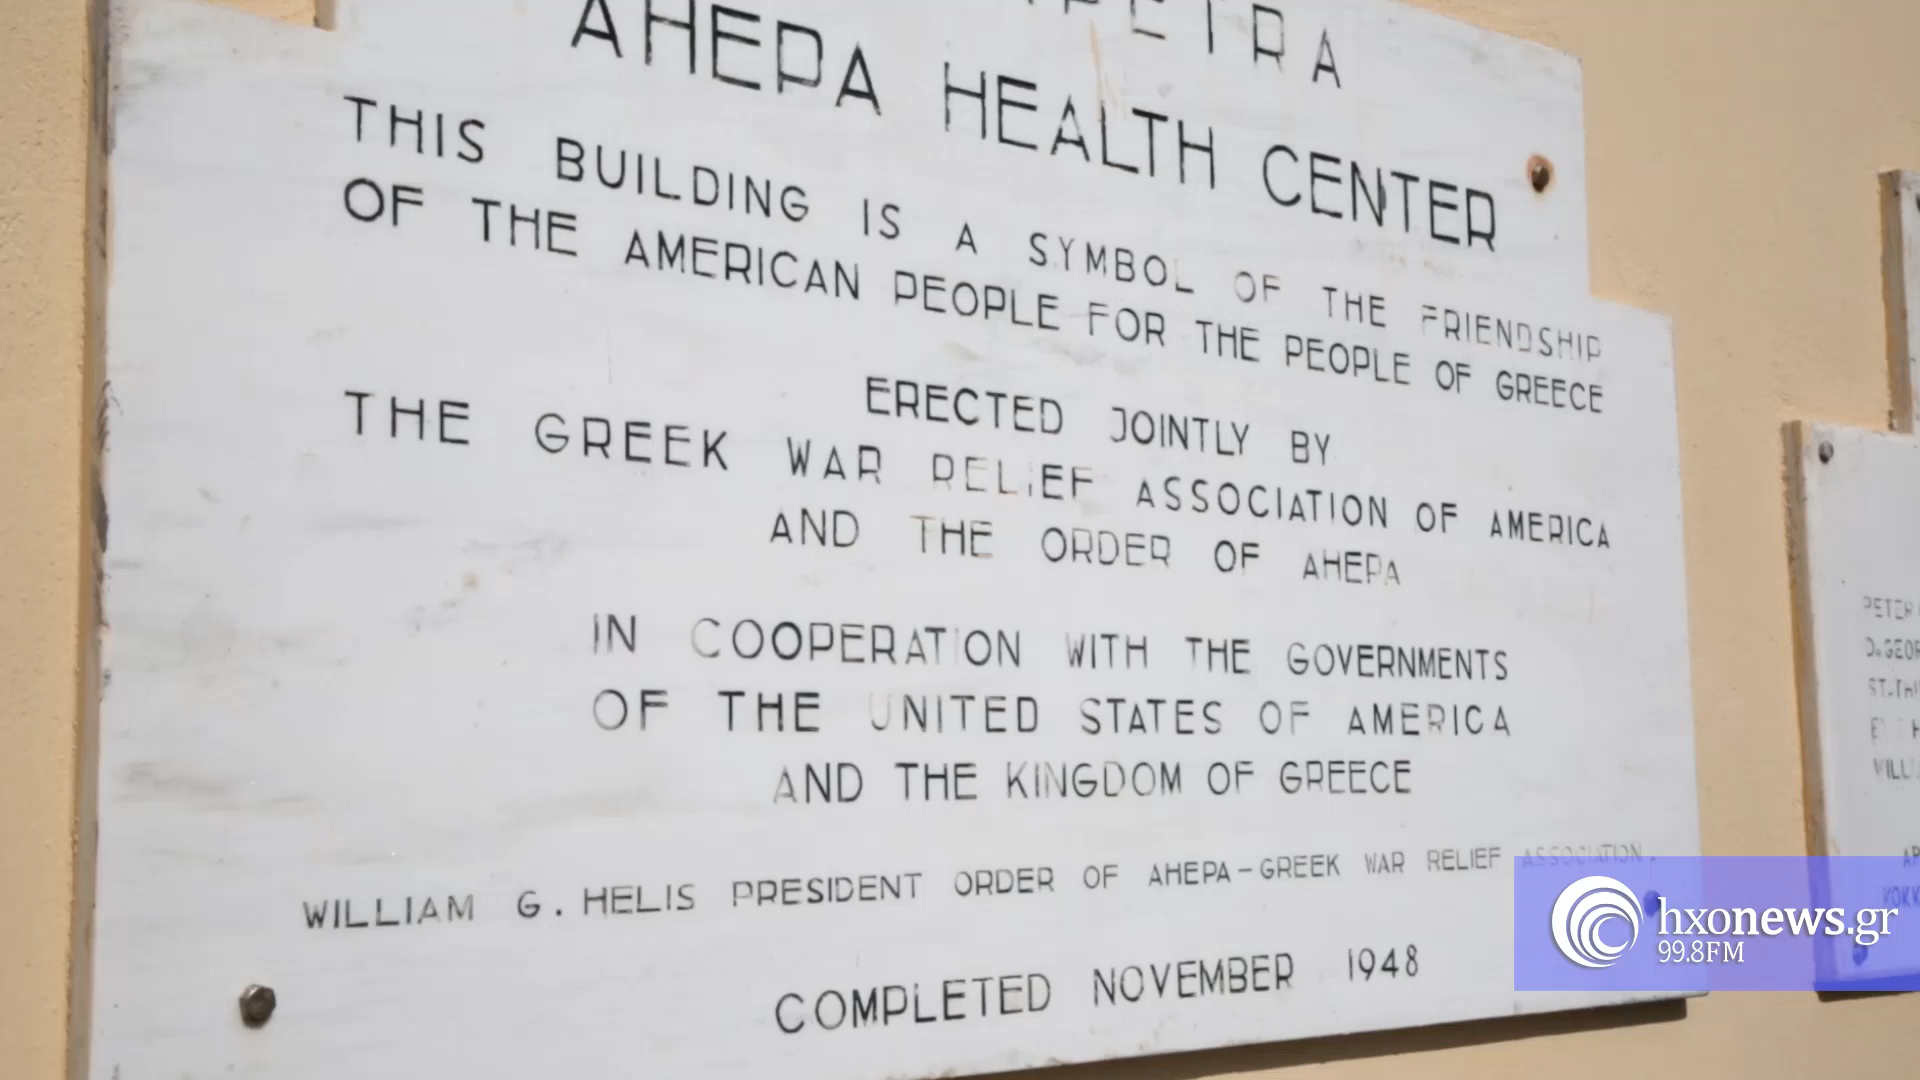 AHEPA HEALTH CENTER
THIS BUILDING IS A SYMBOL OF THE FRIENDSHIP
OF THE AMERICAN PEOPLE FOR THE PEOPLE OF GREECE
ERECTED JOINTLY BY
THE GREEK WAR RELIEF ASSOCIATION OF AMERICA
AND THE ORDER OF AHEPA
IN COOPERATION WITH THE GOVERNMENTS
OF THE UNITED STATES OF AMERICA
AND THE KINGDOM OF GREECE
WILLIAM G. HELIS PRESIDENT ORDER OF AHEPA-GREEK WAR RELIEF ASSOCIATION.
COMPLETED NOVEMBER 1948
PETER
hxonews.gr
99.8FM